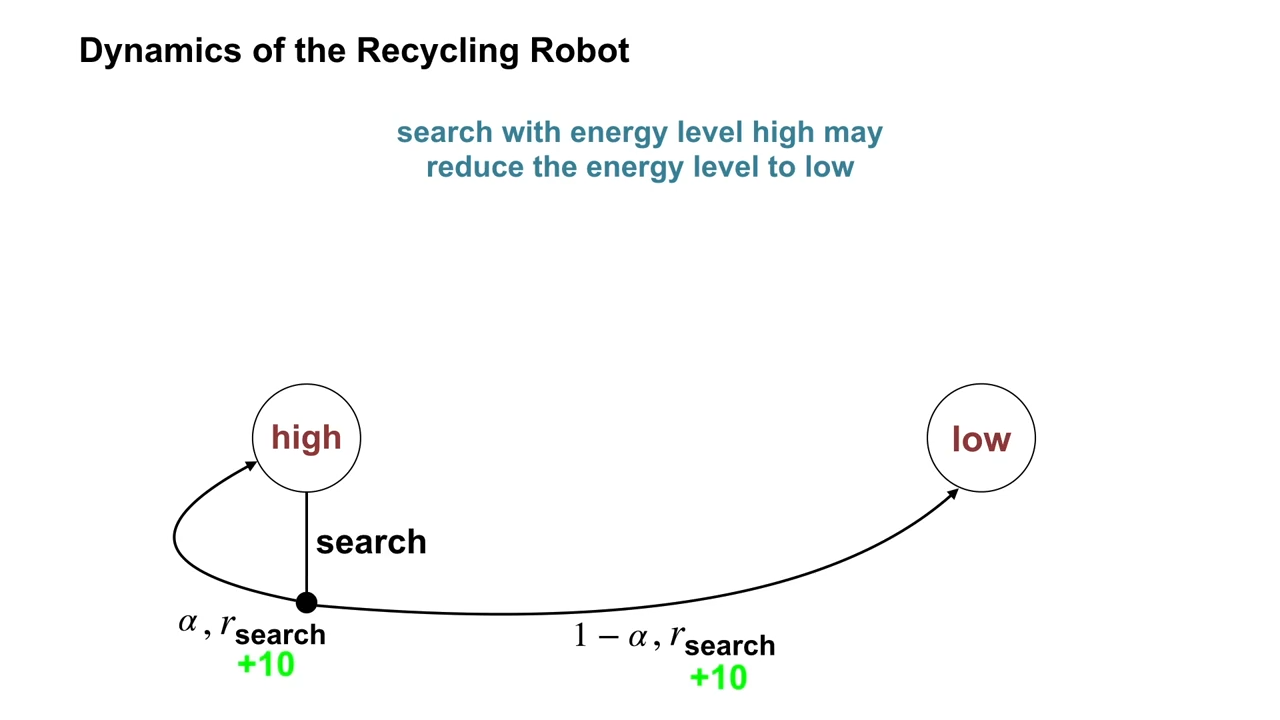 Dynamics of the Recycling Robot
search with energy level high may
reduce the energy level to low
high
low
search
α, r_search
+10
1 − α, r_search
+10